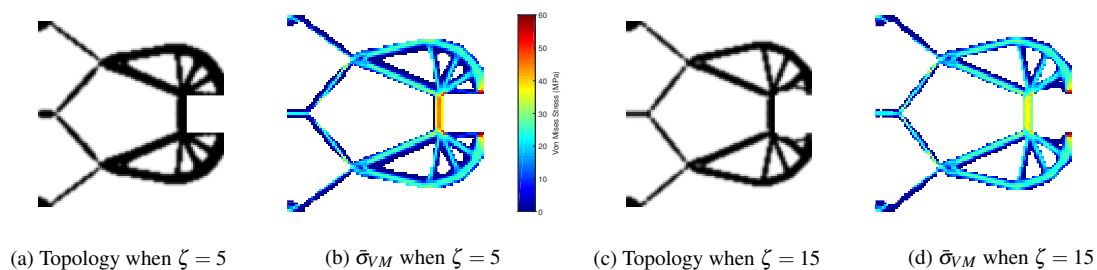 60
50
40
30
20
10
0
Von Mises Stress (MPa)
(a) Topology when ζ = 5
(b) σ̄VM when ζ = 5
(c) Topology when ζ = 15
(d) σ̄VM when ζ = 15